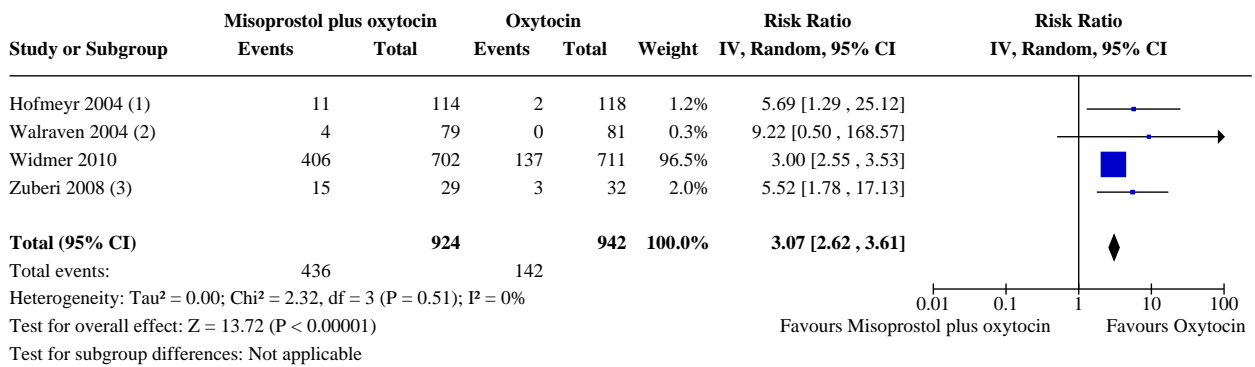 Misoprostol plus oxytocin Oxytocin Risk Ratio Risk Ratio
Study or Subgroup Events Total Events Total Weight IV, Random, 95% CI IV, Random, 95% CI
Hofmeyr 2004 (1) 11 114 2 118 1.2% 5.69 [1.29 , 25.12]
Walraven 2004 (2) 4 79 0 81 0.3% 9.22 [0.50 , 168.57]
Widmer 2010 406 702 137 711 96.5% 3.00 [2.55 , 3.53]
Zuberi 2008 (3) 15 29 3 32 2.0% 5.52 [1.78 , 17.13]
Total (95% CI) 924 942 100.0% 3.07 [2.62 , 3.61]
Total events: 436 142
Heterogeneity: Tau² = 0.00; Chi² = 2.32, df = 3 (P = 0.51); I² = 0%
0.01 0.1 1 10 100
Test for overall effect: Z = 13.72 (P < 0.00001) Favours Misoprostol plus oxytocin Favours Oxytocin
Test for subgroup differences: Not applicable